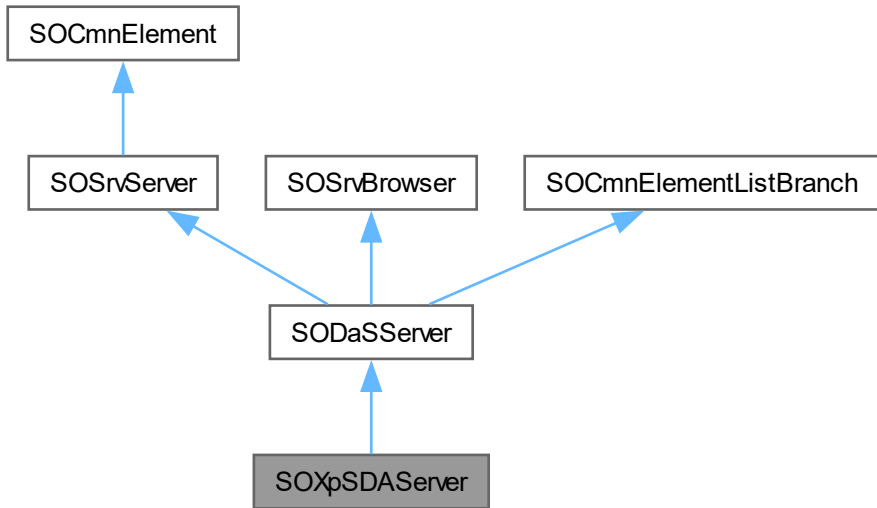 SOCmnElement
SOSrvServer
SOSrvBrowser
SOCmnElementListBranch
SODaSServer
SOXpSDAServer